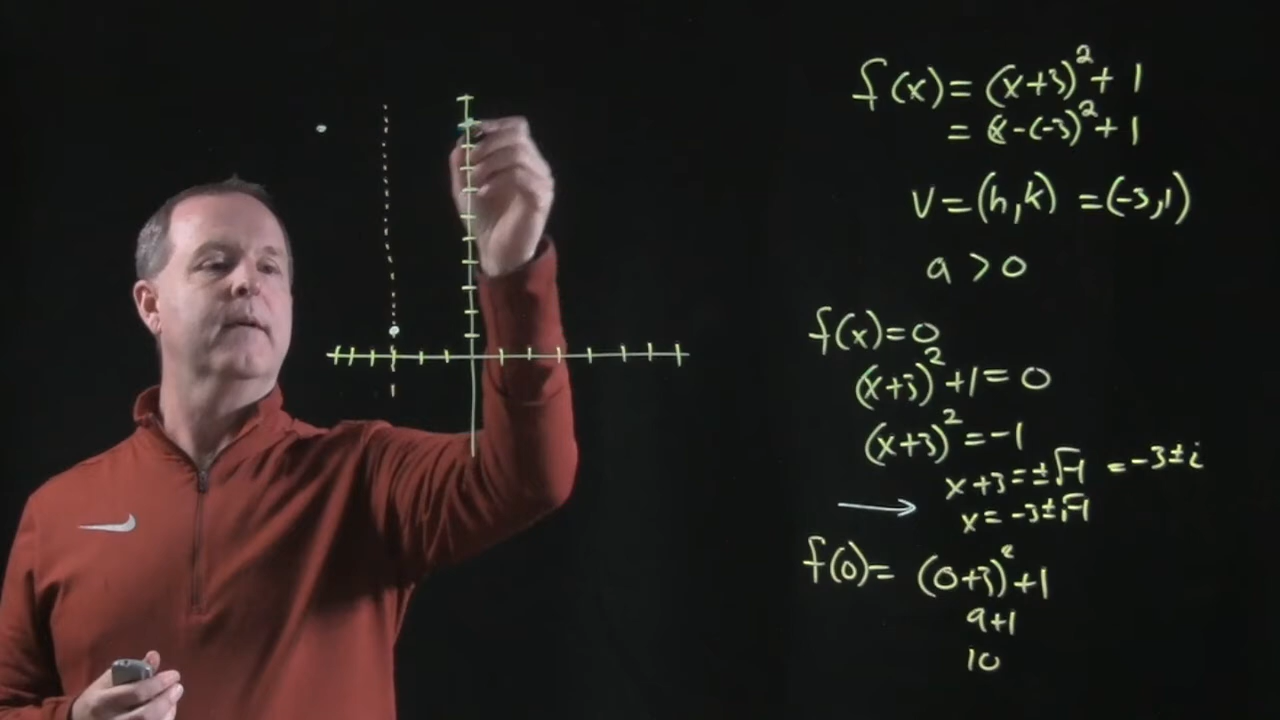 f(x) = (x+3)² + 1
= (x-(-3)² + 1
V = (h,k) = (-3,1)
a > 0
f(x) = 0
(x+3)² + 1 = 0
(x+3)² = -1
x+3 = ±√-1 = -3±i
x = -3±√-1
f(0) = (0+3)² + 1
9+1
10